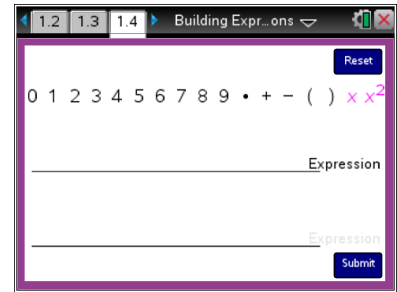 1.2 1.3 1.4 Building Expr...ons
Reset
0 1 2 3 4 5 6 7 8 9 • + − ( ) x x²
Expression
Expression
Submit